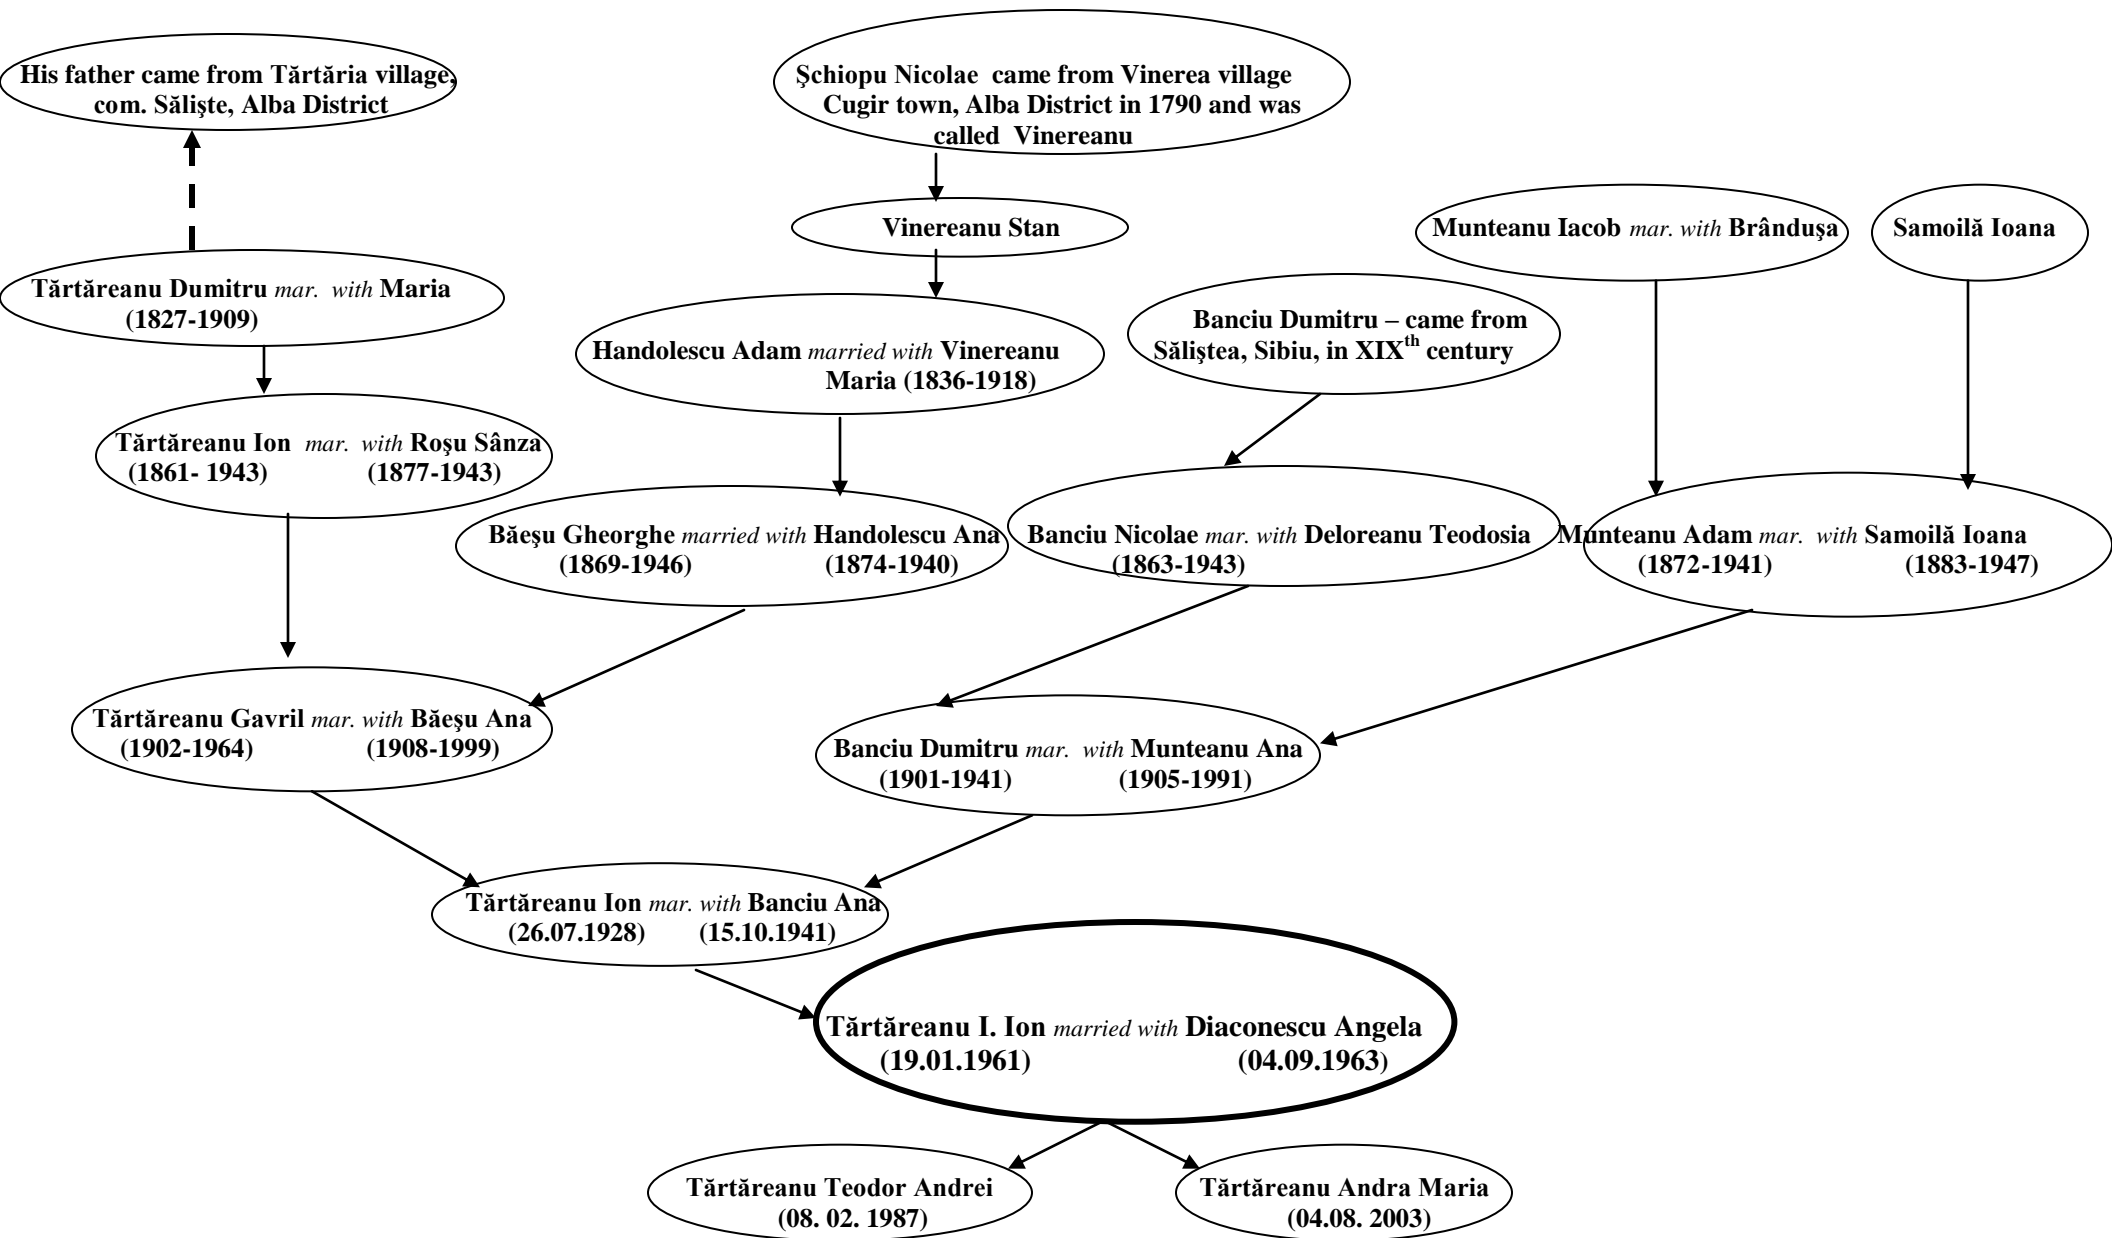 His father came from Tărtăria village,
com. Sălişte, Alba District
Şchiopu Nicolae came from Vinerea village
Cugir town, Alba District in 1790 and was
called Vinereanu
Vinereanu Stan
Munteanu Iacob mar. with Brânduşa
Samoilă Ioana
Tărtăreanu Dumitru mar. with Maria
(1827-1909)
Handolescu Adam married with Vinereanu
Maria (1836-1918)
Banciu Dumitru – came from
Săliştea, Sibiu, in XIXth century
Tărtăreanu Ion mar. with Roşu Sânza
(1861- 1943) (1877-1943)
Băeşu Gheorghe married with Handolescu Ana
(1869-1946) (1874-1940)
Banciu Nicolae mar. with Deloreanu Teodosia
(1863-1943)
Munteanu Adam mar. with Samoilă Ioana
(1872-1941) (1883-1947)
Tărtăreanu Gavril mar. with Băeşu Ana
(1902-1964) (1908-1999)
Banciu Dumitru mar. with Munteanu Ana
(1901-1941) (1905-1991)
Tărtăreanu Ion mar. with Banciu Ana
(26.07.1928) (15.10.1941)
Tărtăreanu I. Ion married with Diaconescu Angela
(19.01.1961) (04.09.1963)
Tărtăreanu Teodor Andrei
(08. 02. 1987)
Tărtăreanu Andra Maria
(04.08. 2003)